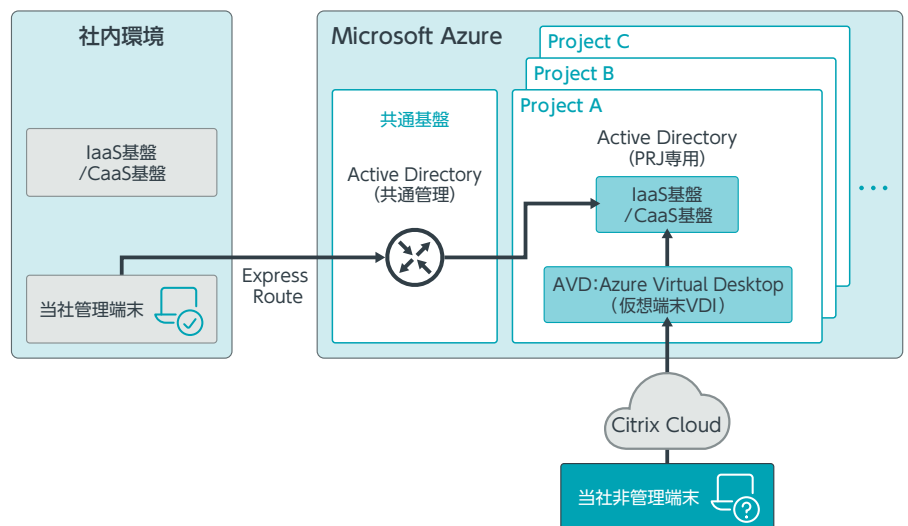 社内環境
IaaS基盤
/CaaS基盤
当社管理端末
Express
Route
Microsoft Azure
共通基盤
Active Directory
(共通管理)
Project C
Project B
Project A
Active Directory
(PRJ専用)
IaaS基盤
/CaaS基盤
…
AVD:Azure Virtual Desktop
(仮想端末VDI)
Citrix Cloud
当社非管理端末
?